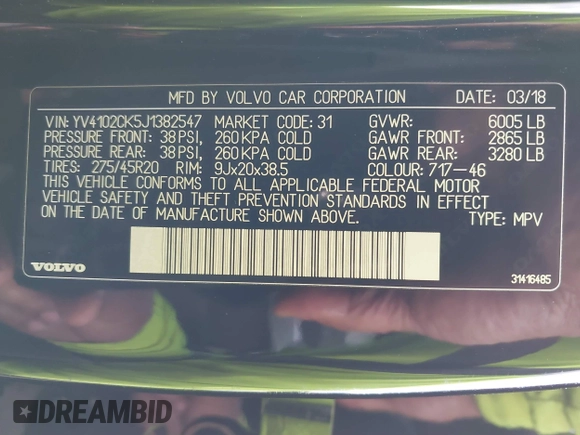 MFD BY VOLVO CAR CORPORATION DATE: 03/18
VIN: YV4102CK5J1382547 MARKET CODE: 31 GVWR: 6005 LB
PRESSURE FRONT: 38 PSI, 260 KPA COLD GAWR FRONT: 2865 LB
PRESSURE REAR: 38 PSI, 260 KPA COLD GAWR REAR: 3280 LB
TIRES: 275/45R20 RIM: 9Jx20x38.5 COLOUR: 717-46
THIS VEHICLE CONFORMS TO ALL APPLICABLE FEDERAL MOTOR
VEHICLE SAFETY AND THEFT PREVENTION STANDARDS IN EFFECT
ON THE DATE OF MANUFACTURE SHOWN ABOVE. TYPE: MPV
VOLVO 31416485
DREAMBID